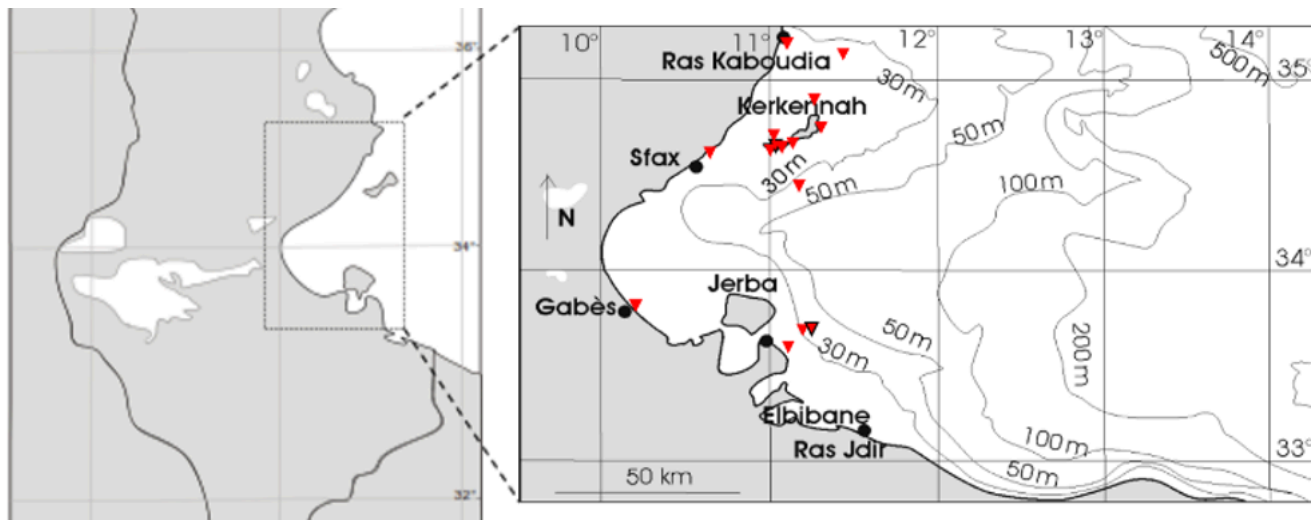 36°
34°
32°
10°
11°
12°
13°
14°
Ras Kaboudia
30m
500m
35°
Kerkennah
50m
Sfax
30m
50m
100m
N
34°
Jerba
Gabès
50m
30m
200m
Elbibane
Ras Jdir
100m
33°
50 km
50m